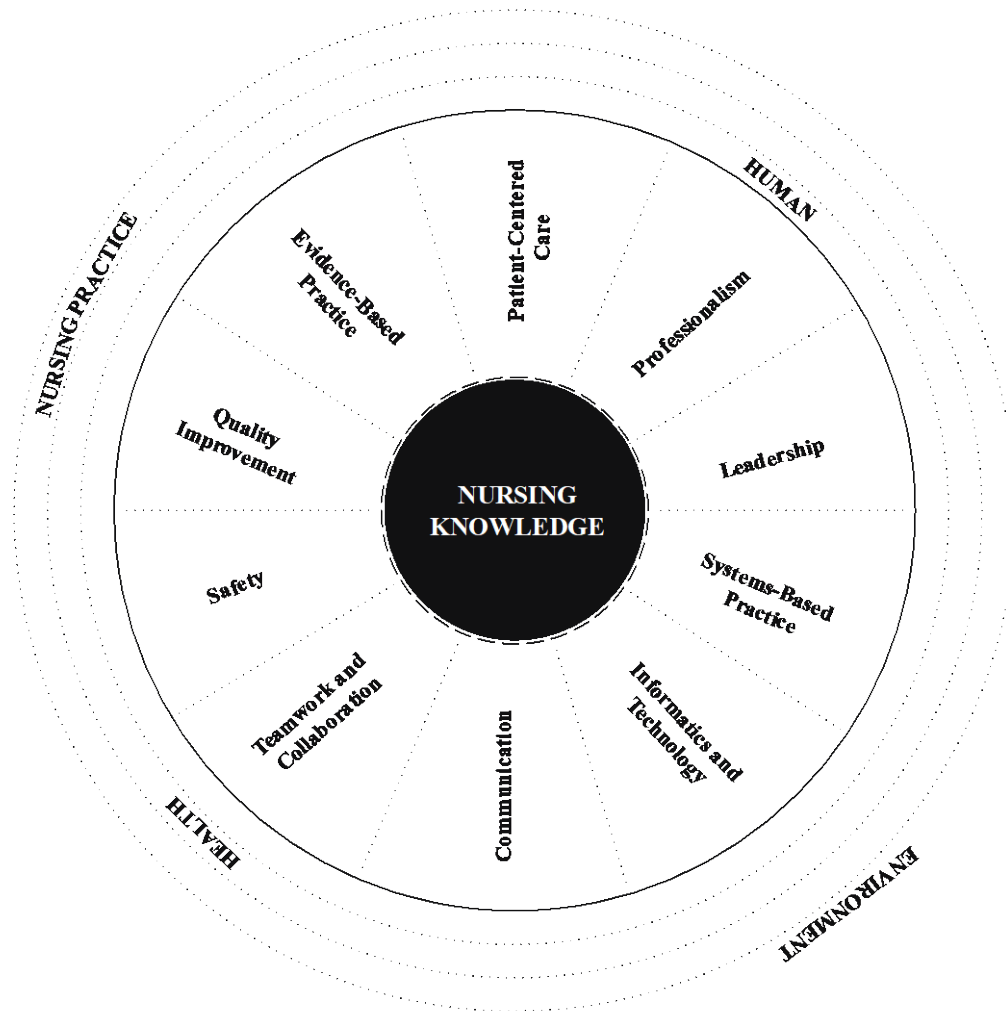 HUMAN
NURSING PRACTICE
Patient-Centered
Care
Evidence-Based
Practice
Professionalism
Quality
Improvement
Leadership
NURSING
KNOWLEDGE
Safety
Systems-Based
Practice
Teamwork and
Collaboration
Informatics and
Technology
Communication
HEALTH
ENVIRONMENT